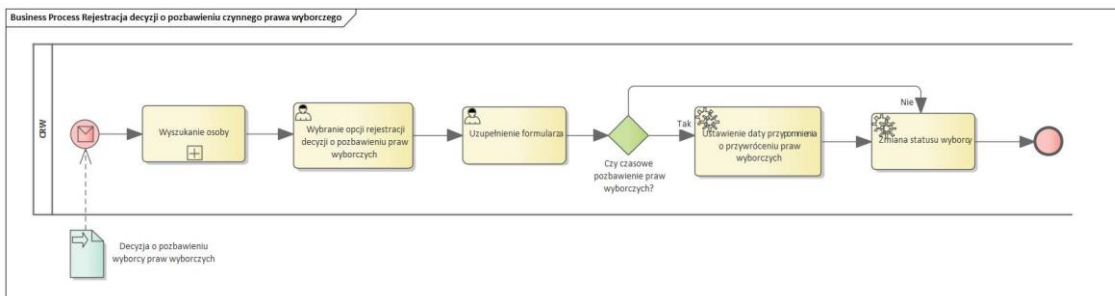 Business Process Rejestracja decyzji o pozbawieniu czynnego prawa wyborczego
CRW
Wyszukanie osoby
Wybranie opcji rejestracji
decyzji o pozbawieniu praw
wyborczych
Uzupełnienie formularza
Czy czasowe
pozbawienie praw
wyborczych?
Tak
Nie
Ustawienie daty przypomnienia
o przywróceniu praw
wyborczych
Zmiana statusu wyborcy
Decyzja o pozbawieniu
wyborcy praw wyborczych